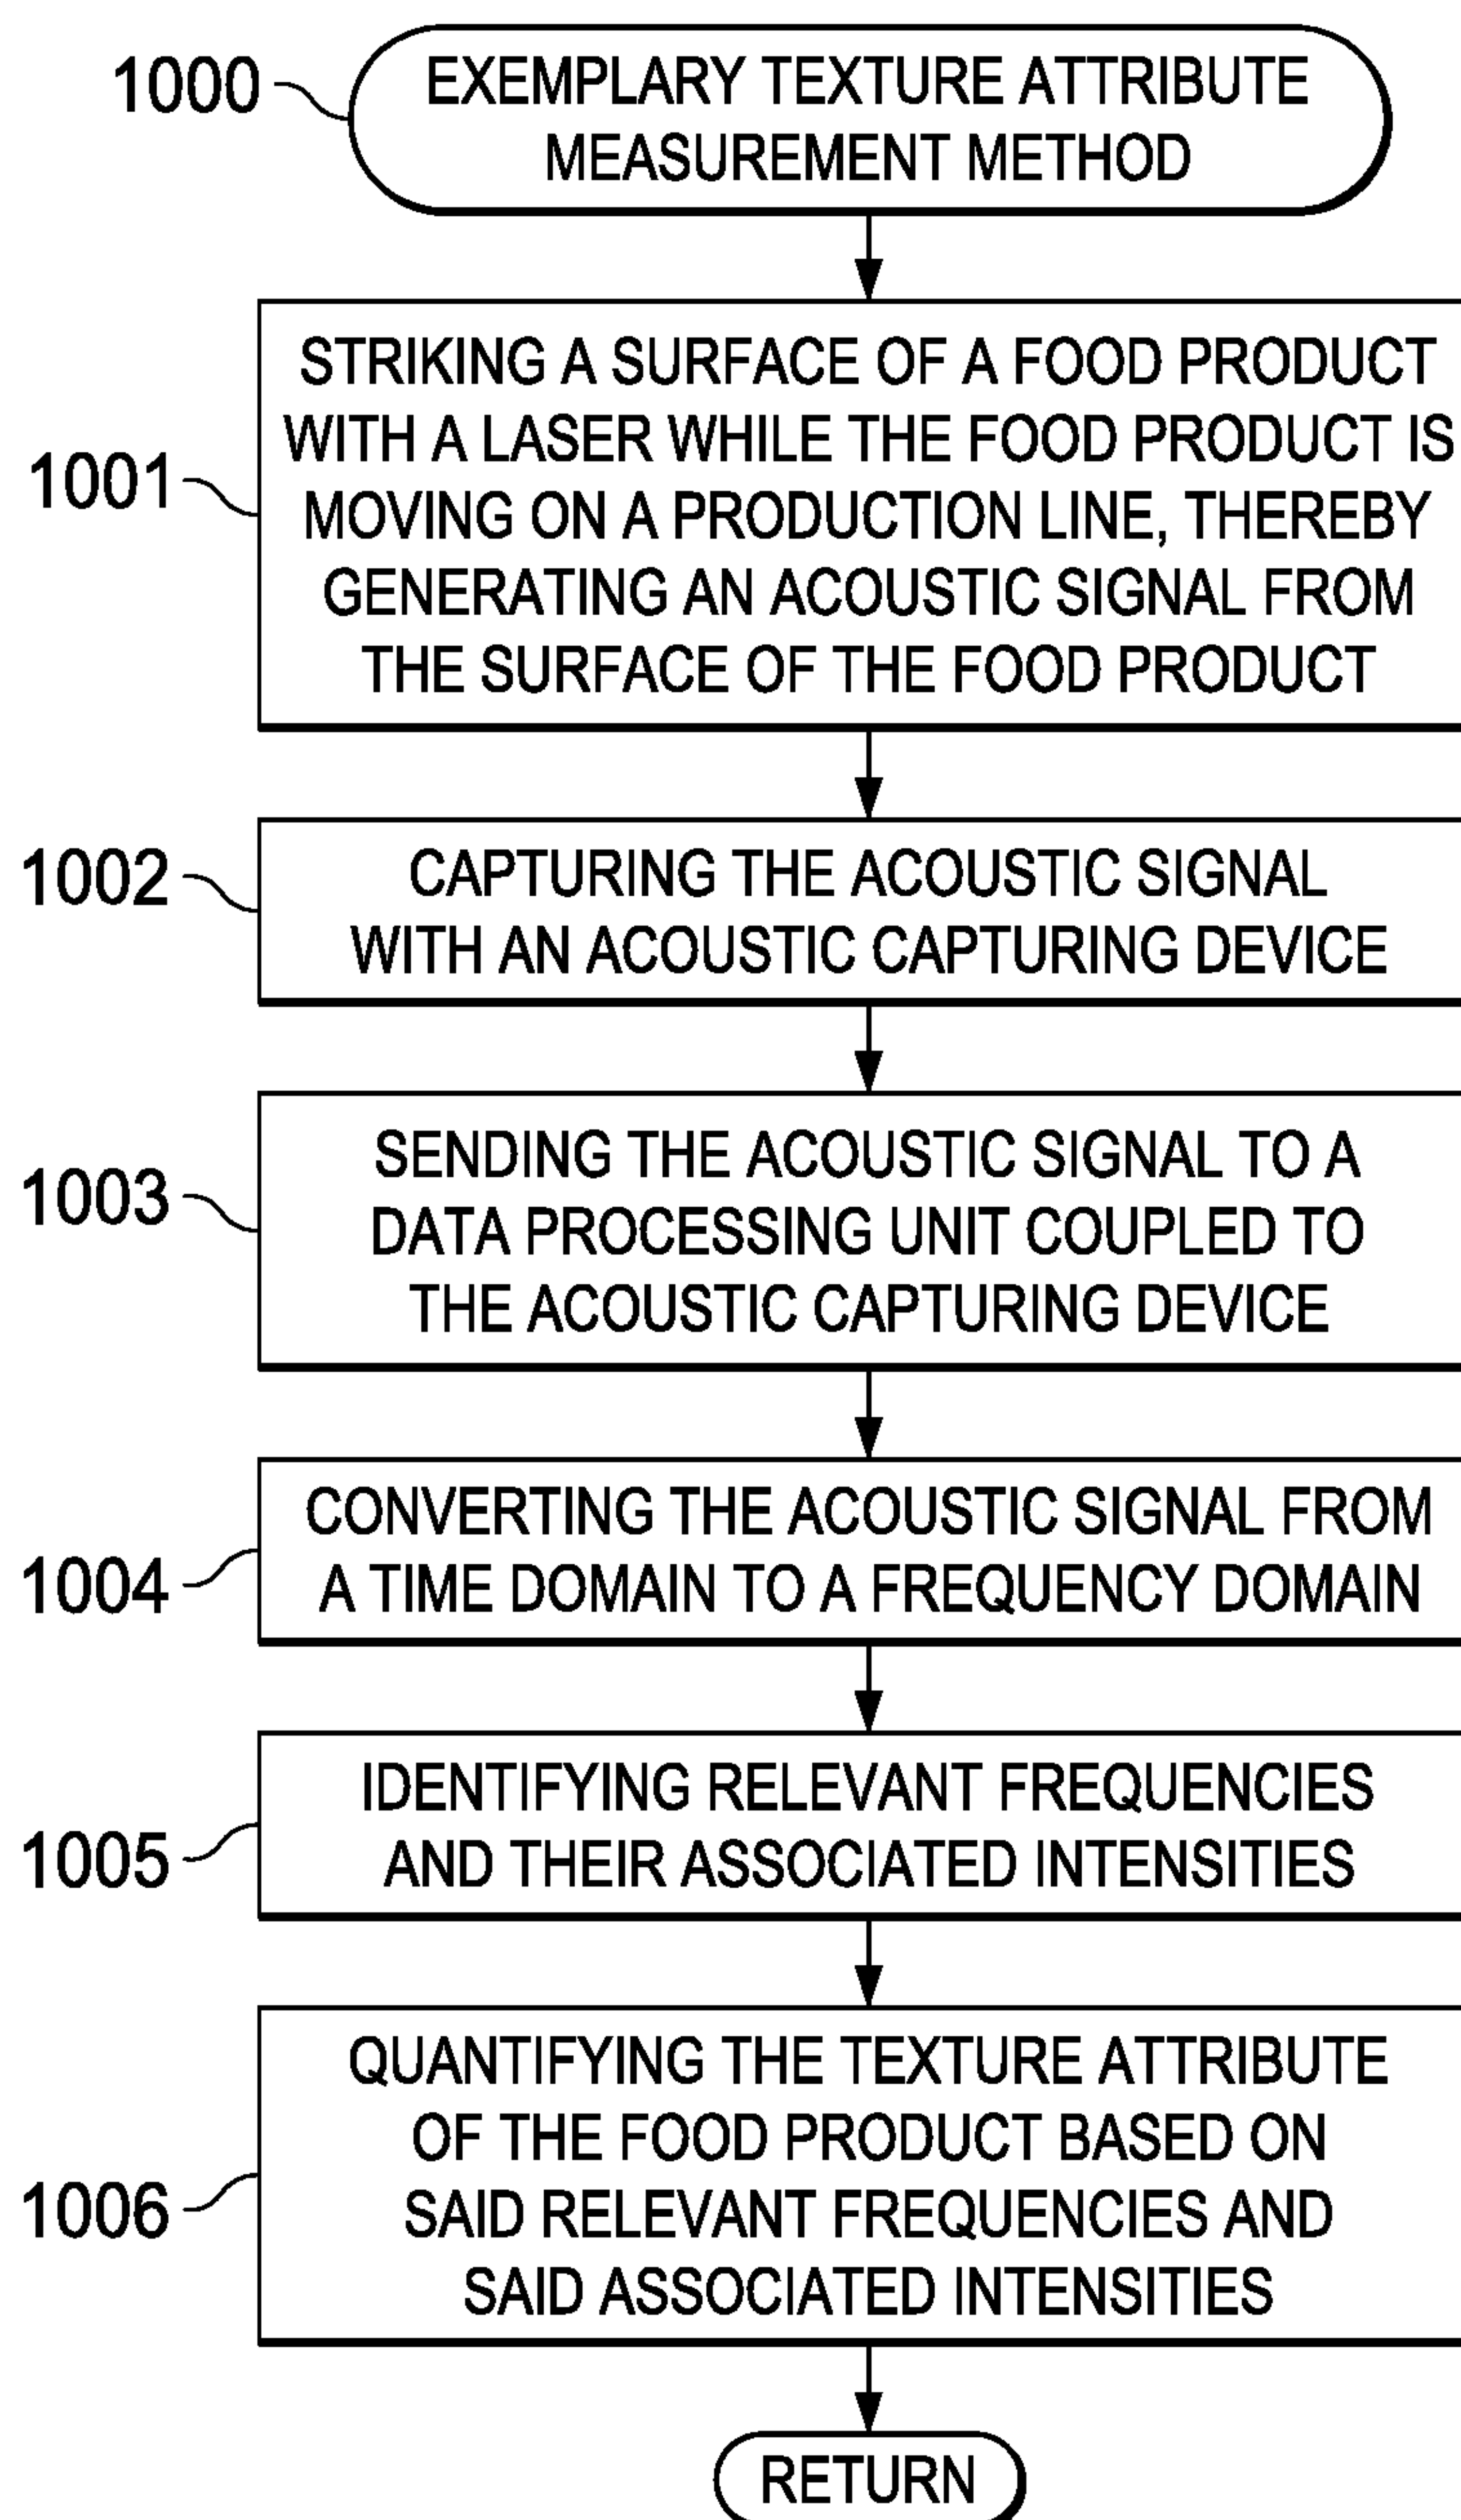 1000
EXEMPLARY TEXTURE ATTRIBUTE
MEASUREMENT METHOD
1001
STRIKING A SURFACE OF A FOOD PRODUCT
WITH A LASER WHILE THE FOOD PRODUCT IS
MOVING ON A PRODUCTION LINE, THEREBY
GENERATING AN ACOUSTIC SIGNAL FROM
THE SURFACE OF THE FOOD PRODUCT
1002
CAPTURING THE ACOUSTIC SIGNAL
WITH AN ACOUSTIC CAPTURING DEVICE
1003
SENDING THE ACOUSTIC SIGNAL TO A
DATA PROCESSING UNIT COUPLED TO
THE ACOUSTIC CAPTURING DEVICE
1004
CONVERTING THE ACOUSTIC SIGNAL FROM
A TIME DOMAIN TO A FREQUENCY DOMAIN
1005
IDENTIFYING RELEVANT FREQUENCIES
AND THEIR ASSOCIATED INTENSITIES
1006
QUANTIFYING THE TEXTURE ATTRIBUTE
OF THE FOOD PRODUCT BASED ON
SAID RELEVANT FREQUENCIES AND
SAID ASSOCIATED INTENSITIES
RETURN